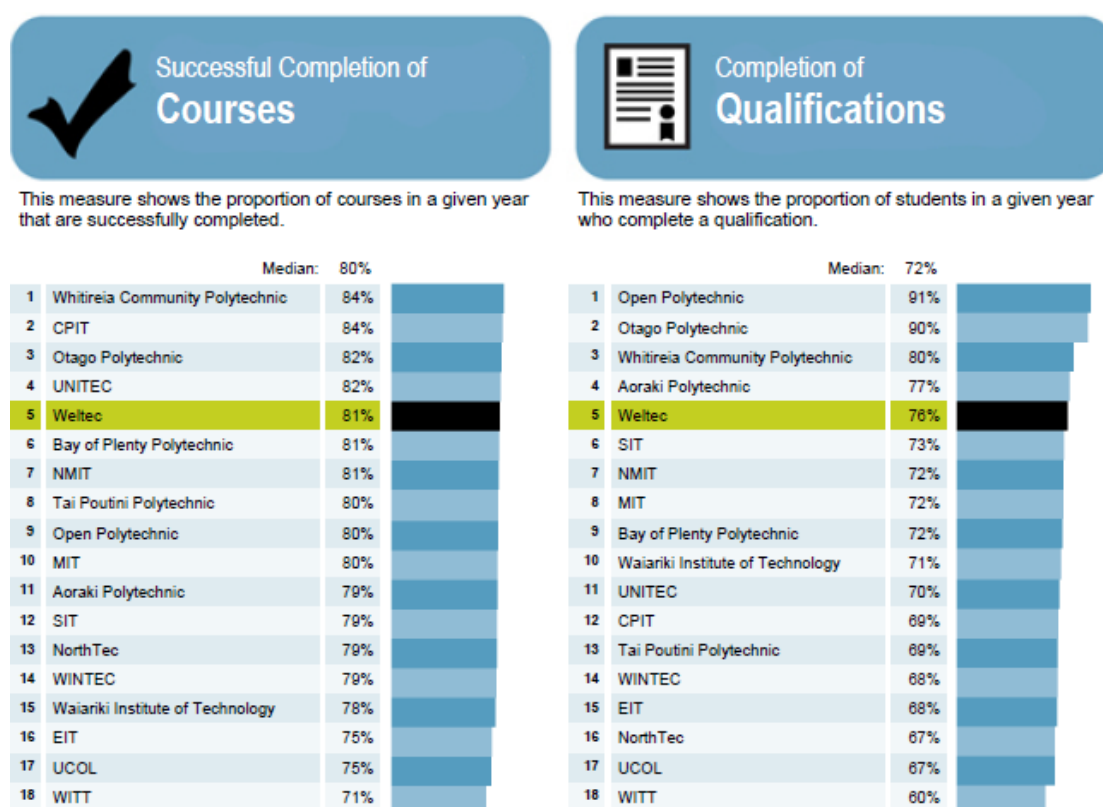 Successful Completion of
Courses
This measure shows the proportion of courses in a given year
that are successfully completed.
Median: 80%
1 Whitireia Community Polytechnic 84%
2 CPIT 84%
3 Otago Polytechnic 82%
4 UNITEC 82%
5 Weltec 81%
6 Bay of Plenty Polytechnic 81%
7 NMIT 81%
8 Tai Poutini Polytechnic 80%
9 Open Polytechnic 80%
10 MIT 80%
11 Aoraki Polytechnic 79%
12 SIT 79%
13 NorthTec 79%
14 WINTEC 79%
15 Waiariki Institute of Technology 78%
16 EIT 75%
17 UCOL 75%
18 WITT 71%
Completion of
Qualifications
This measure shows the proportion of students in a given year
who complete a qualification.
Median: 72%
1 Open Polytechnic 91%
2 Otago Polytechnic 90%
3 Whitireia Community Polytechnic 80%
4 Aoraki Polytechnic 77%
5 Weltec 76%
6 SIT 73%
7 NMIT 72%
8 MIT 72%
9 Bay of Plenty Polytechnic 72%
10 Waiariki Institute of Technology 71%
11 UNITEC 70%
12 CPIT 69%
13 Tai Poutini Polytechnic 69%
14 WINTEC 68%
15 EIT 68%
16 NorthTec 67%
17 UCOL 67%
18 WITT 60%